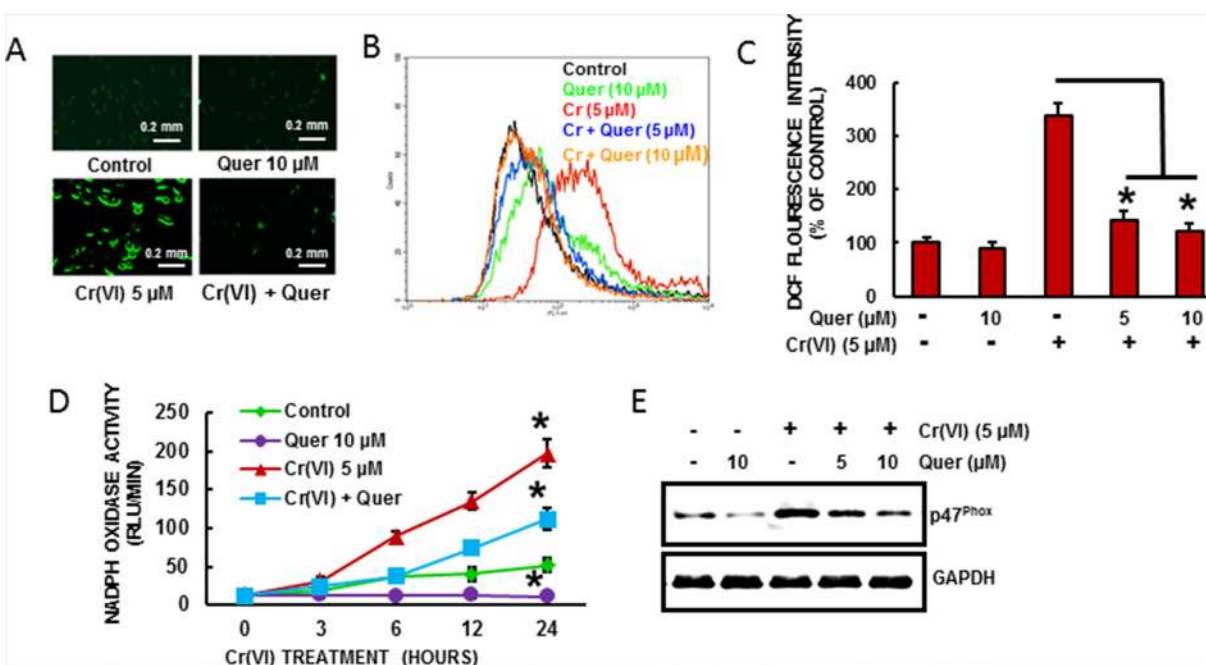 A
0.2 mm
0.2 mm
Control
Quer 10 µM
0.2 mm
0.2 mm
Cr(VI) 5 µM
Cr(VI) + Quer
B
Control
Quer (10 µM)
Cr (5 µM)
Cr + Quer (5 µM)
Cr + Quer (10 µM)
Counts
C
DCF FLOURESCENCE INTENSITY
(% OF CONTROL)
400
300
200
100
0
Quer (µM) - 10 - 5 10
Cr(VI) (5 µM) - - + + +
* *
D
NADPH OXIDASE ACTIVITY
(RLU/MIN)
250
200
150
100
50
0
Control
Quer 10 µM
Cr(VI) 5 µM
Cr(VI) + Quer
*
*
*
0 3 6 12 24
Cr(VI) TREATMENT (HOURS)
E
- - + + + Cr(VI) (5 µM)
- 10 - 5 10 Quer (µM)
p47Phox
GAPDH